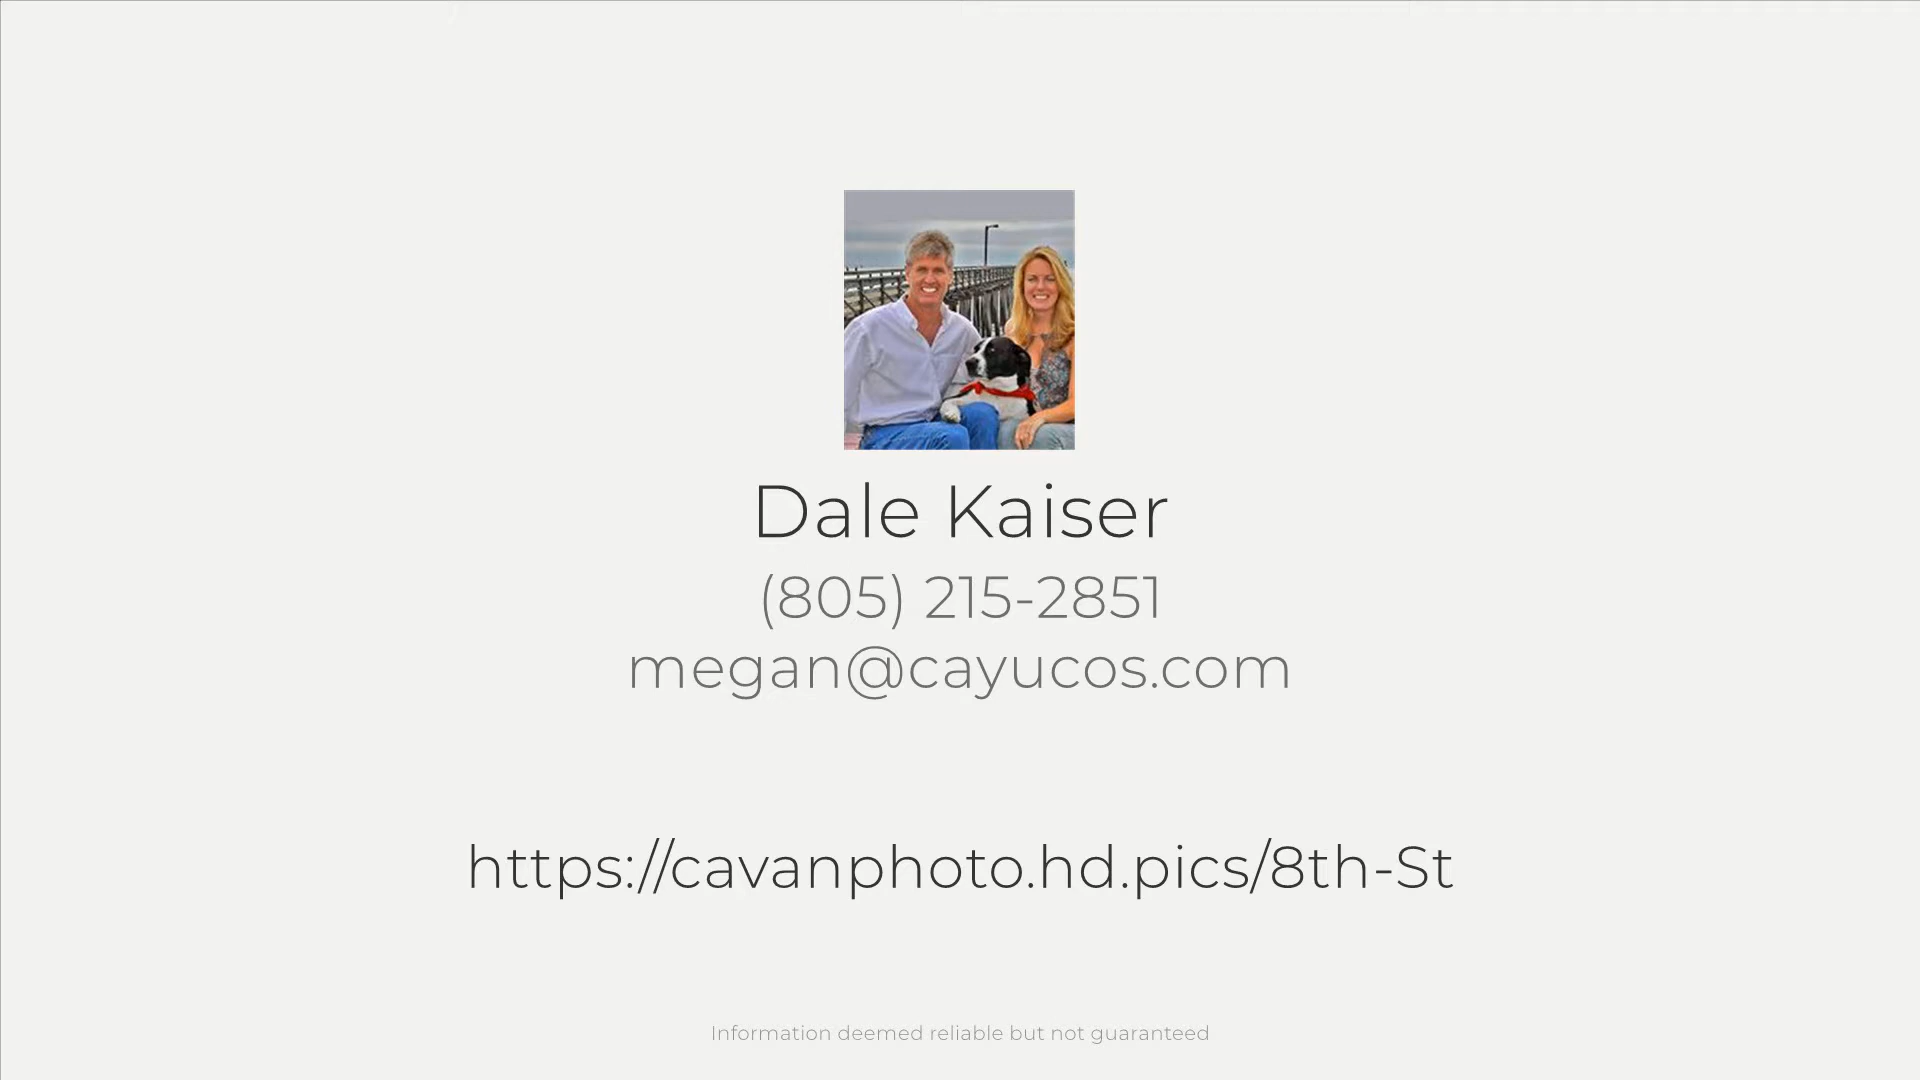 Dale Kaiser
(805) 215-2851
megan@cayucos.com
https://cavanphoto.hd.pics/8th-St
Information deemed reliable but not guaranteed